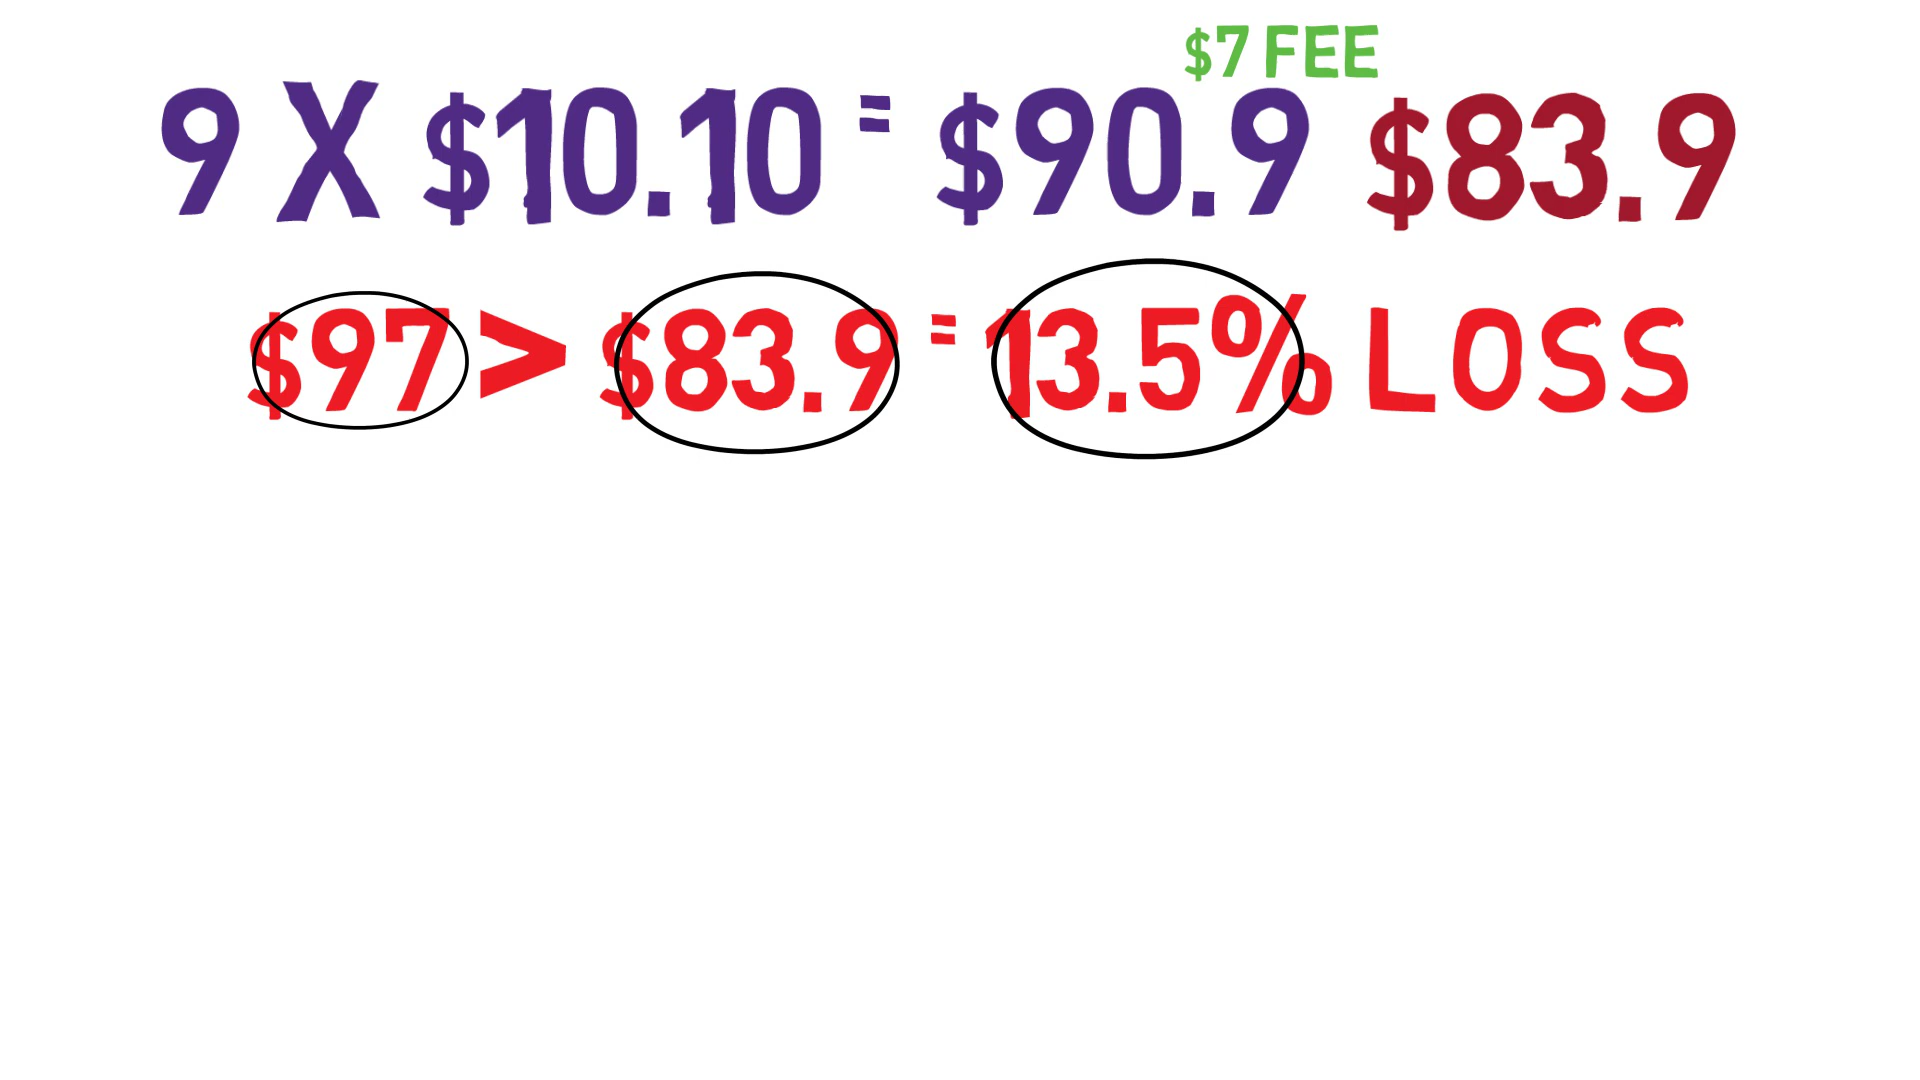 $7 FEE
9 X $10.10 = $90.9 $83.9
$97 > $83.9 = 13.5% LOSS